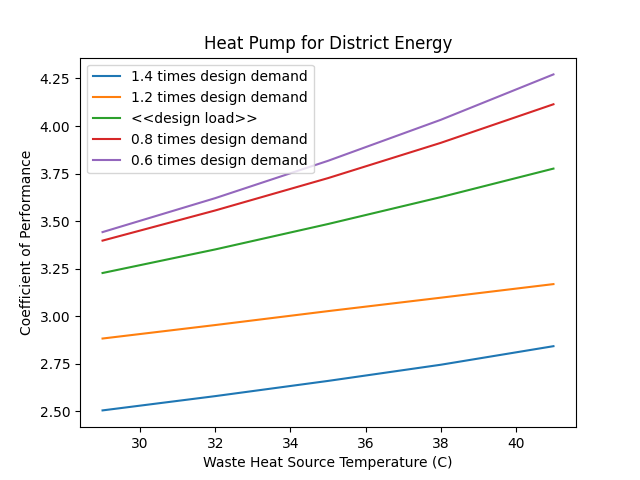 Heat Pump for District Energy
1.4 times design demand
1.2 times design demand
<<design load>>
0.8 times design demand
0.6 times design demand
Coefficient of Performance
4.25
4.00
3.75
3.50
3.25
3.00
2.75
2.50
30 32 34 36 38 40
Waste Heat Source Temperature (C)